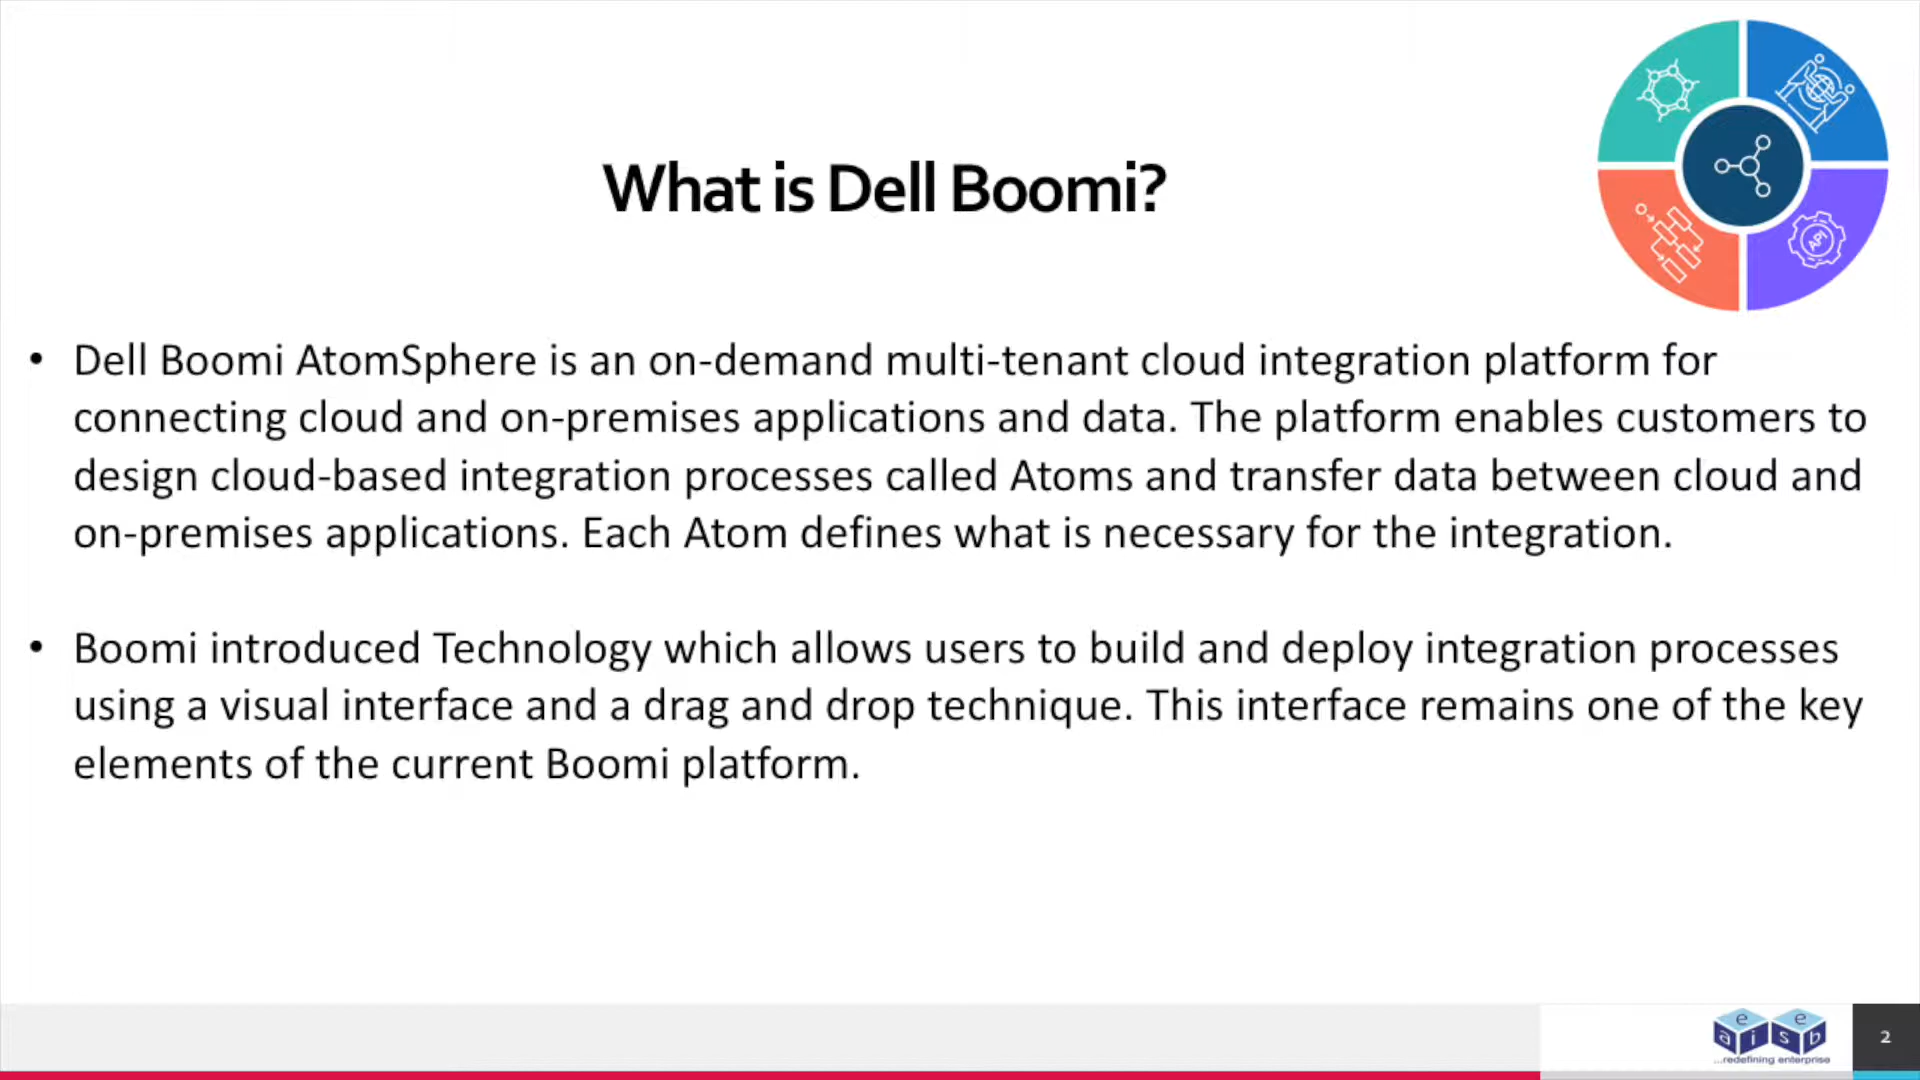 What is Dell Boomi?
API
• Dell Boomi AtomSphere is an on-demand multi-tenant cloud integration platform for
connecting cloud and on-premises applications and data. The platform enables customers to
design cloud-based integration processes called Atoms and transfer data between cloud and
on-premises applications. Each Atom defines what is necessary for the integration.
• Boomi introduced Technology which allows users to build and deploy integration processes
using a visual interface and a drag and drop technique. This interface remains one of the key
elements of the current Boomi platform.
e e
a i s b
...redefining enterprise
2